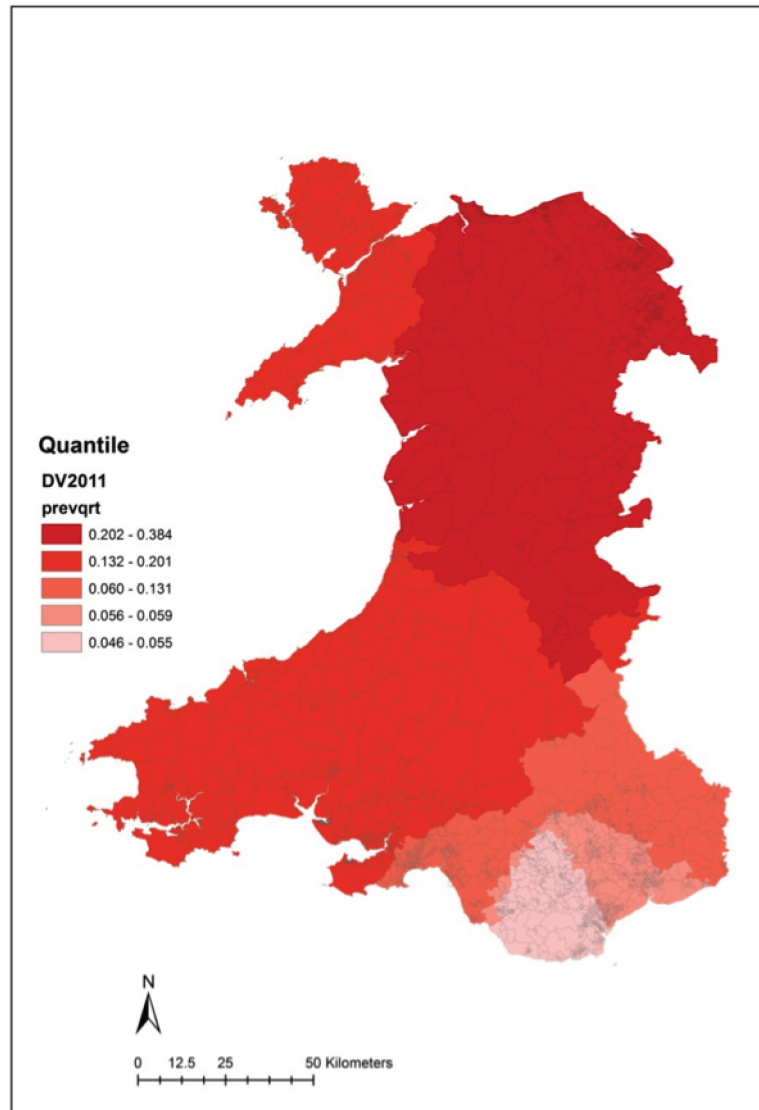 Quantile
DV2011
prevqrt
0.202 - 0.384
0.132 - 0.201
0.060 - 0.131
0.056 - 0.059
0.046 - 0.055
N
0 12.5 25 50 Kilometers